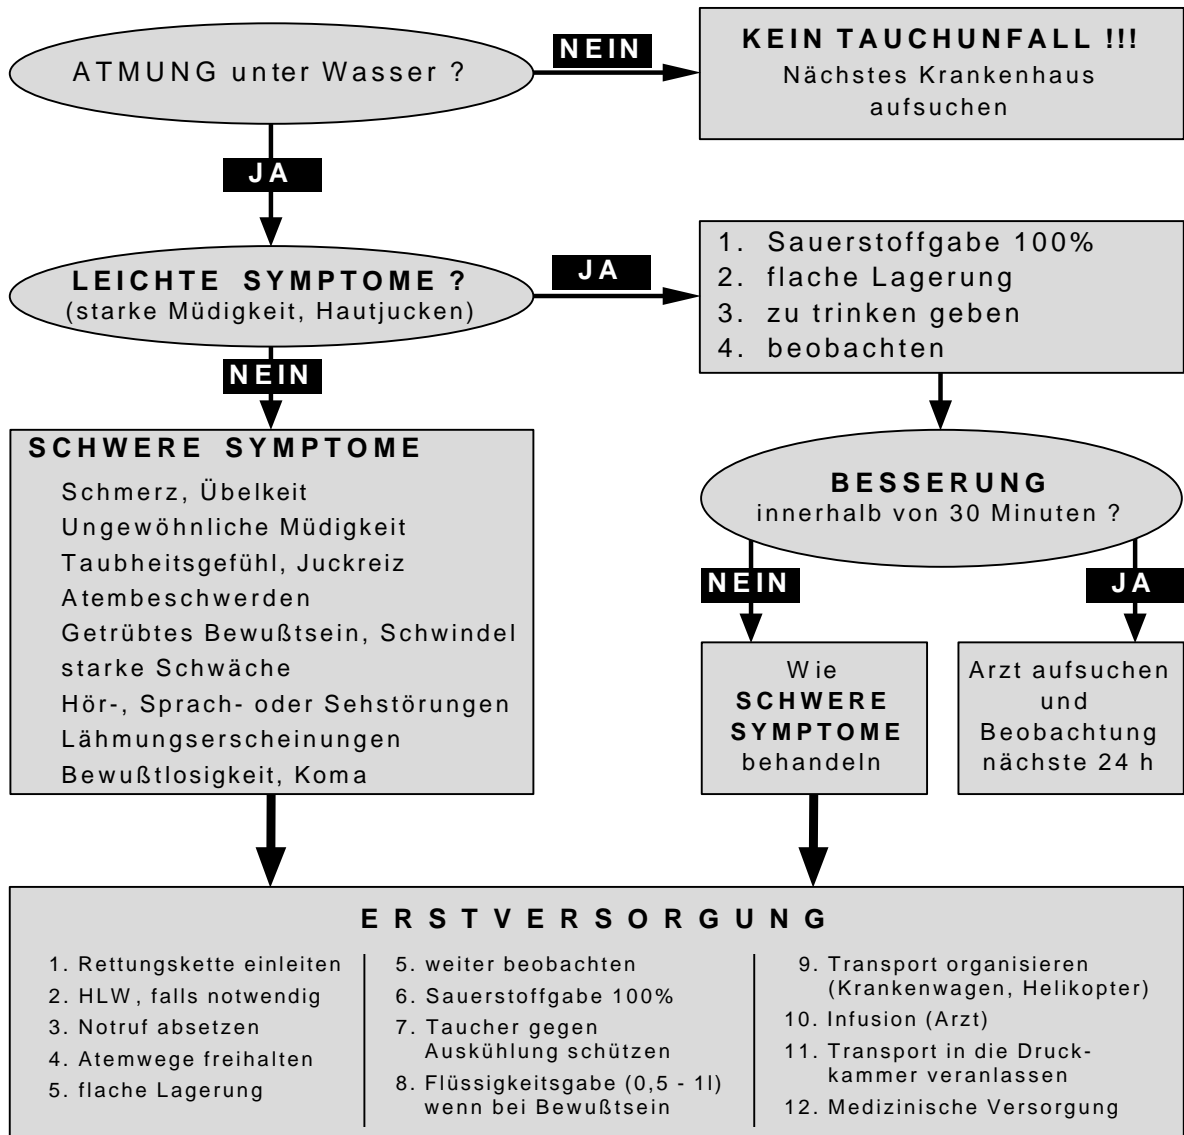 ATMUNG unter Wasser ?
NEIN
KEIN TAUCHUNFALL !!!
Nächstes Krankenhaus
aufsuchen
JA
LEICHTE SYMPTOME ?
(starke Müdigkeit, Hautjucken)
JA
1. Sauerstoffgabe 100%
2. flache Lagerung
3. zu trinken geben
4. beobachten
NEIN
SCHWERE SYMPTOME
Schmerz, Übelkeit
Ungewöhnliche Müdigkeit
Taubheitsgefühl, Juckreiz
Atembeschwerden
Getrübtes Bewußtsein, Schwindel
starke Schwäche
Hör-, Sprach- oder Sehstörungen
Lähmungserscheinungen
Bewußtlosigkeit, Koma
BESSERUNG
innerhalb von 30 Minuten ?
NEIN
JA
Wie
SCHWERE
SYMPTOME
behandeln
Arzt aufsuchen
und
Beobachtung
nächste 24 h
ERSTVERSORGUNG
1. Rettungskette einleiten
2. HLW, falls notwendig
3. Notruf absetzen
4. Atemwege freihalten
5. flache Lagerung
5. weiter beobachten
6. Sauerstoffgabe 100%
7. Taucher gegen
Auskühlung schützen
8. Flüssigkeitsgabe (0,5 - 1l)
wenn bei Bewußtsein
9. Transport organisieren
(Krankenwagen, Helikopter)
10. Infusion (Arzt)
11. Transport in die Druck-
kammer veranlassen
12. Medizinische Versorgung